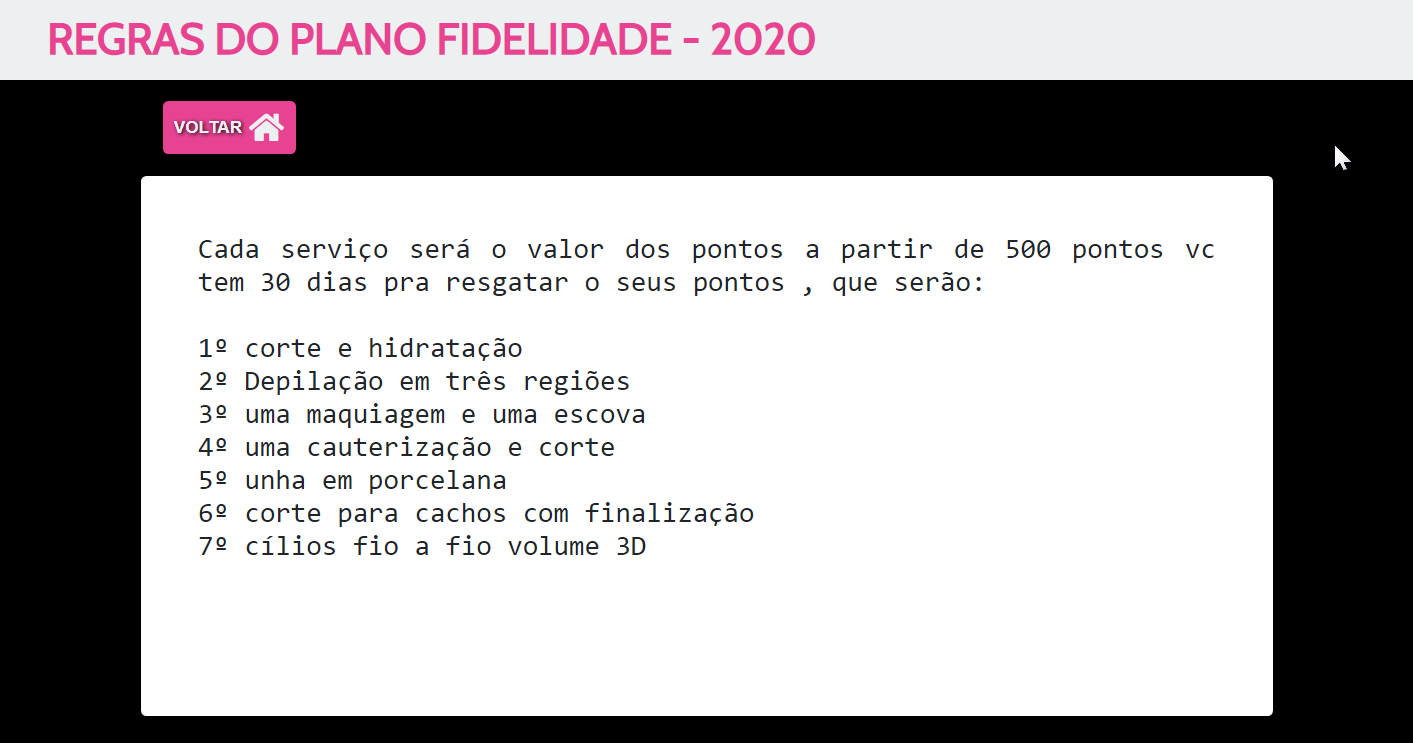 REGRAS DO PLANO FIDELIDADE - 2020
VOLTAR
Cada serviço será o valor dos pontos a partir de 500 pontos vc
tem 30 dias pra resgatar o seus pontos , que serão:
1º corte e hidratação
2º Depilação em três regiões
3º uma maquiagem e uma escova
4º uma cauterização e corte
5º unha em porcelana
6º corte para cachos com finalização
7º cílios fio a fio volume 3D